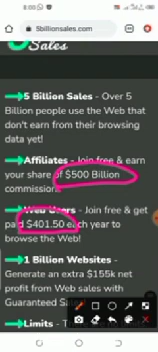 8:00
5billionsales.com
Sales
5 Billion Sales - Over 5
Billion people use the Web that
don't earn from their browsing
data yet!
Affiliates - Join free & earn
your share of $500 Billion
commission
Web Users - Join free & get
paid $401.50 each year to
browse the Web!
1 Billion Websites -
Generate an extra $155k net
profit from Web sales with
Guaranteed Sal
Limits - T